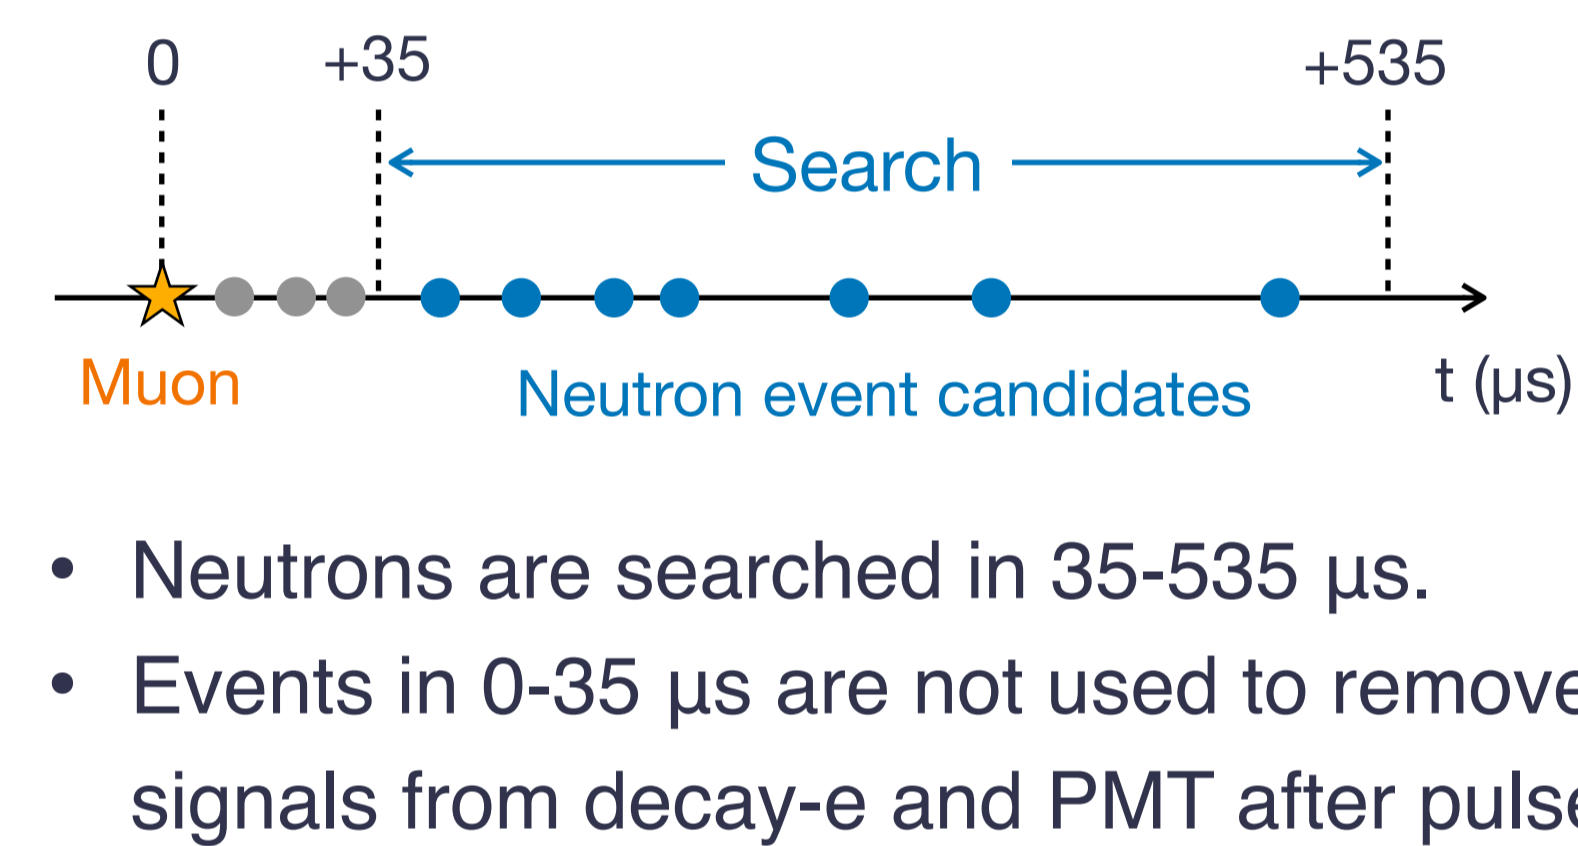 0 +35 +535
Search
Muon Neutron event candidates t (µs)
• Neutrons are searched in 35-535 µs.
• Events in 0-35 µs are not used to remove
signals from decay-e and PMT after pulse